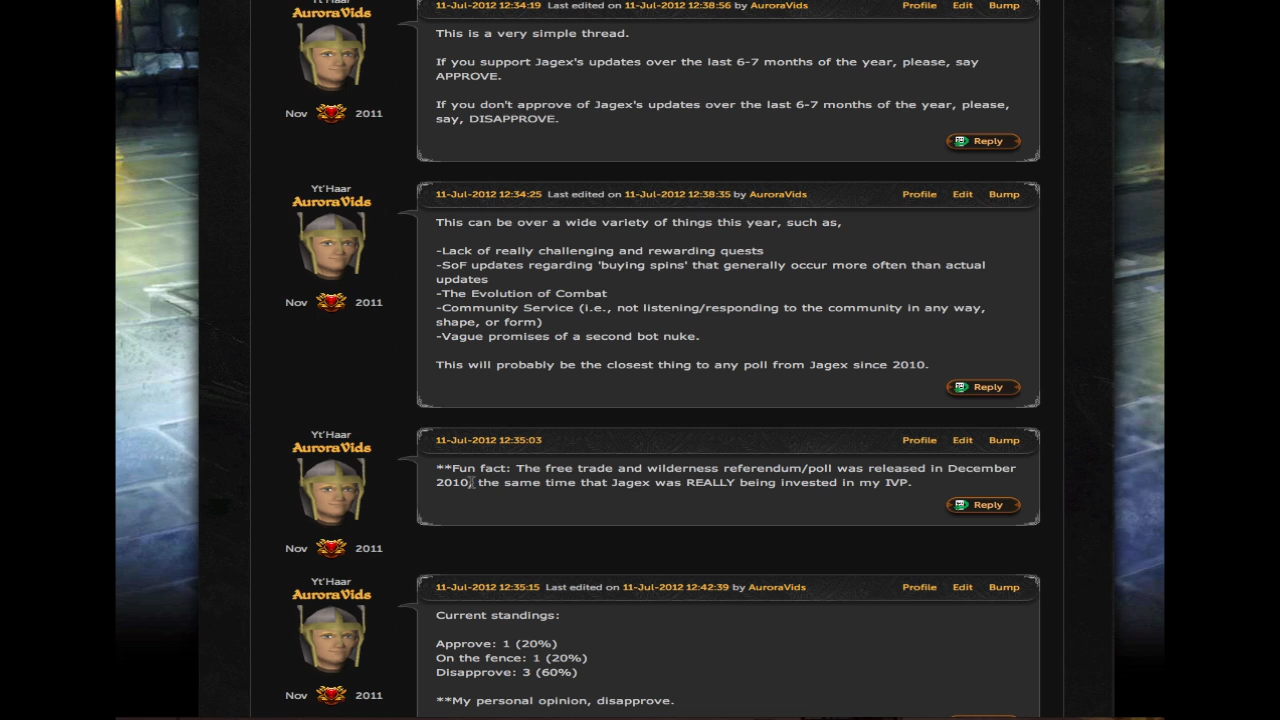 Yt'Haar
AuroraVids
Nov 2011
11-Jul-2012 12:34:19 Last edited on 11-Jul-2012 12:38:56 by AuroraVids Profile Edit Bump
This is a very simple thread.
If you support Jagex's updates over the last 6-7 months of the year, please, say
APPROVE.
If you don't approve of Jagex's updates over the last 6-7 months of the year, please,
say, DISAPPROVE.
Reply
Yt'Haar
AuroraVids
Nov 2011
11-Jul-2012 12:34:25 Last edited on 11-Jul-2012 12:38:35 by AuroraVids Profile Edit Bump
This can be over a wide variety of things this year, such as,
-Lack of really challenging and rewarding quests
-SoF updates regarding 'buying spins' that generally occur more often than actual
updates
-The Evolution of Combat
-Community Service (i.e., not listening/responding to the community in any way,
shape, or form)
-Vague promises of a second bot nuke.
This will probably be the closest thing to any poll from Jagex since 2010.
Reply
Yt'Haar
AuroraVids
Nov 2011
11-Jul-2012 12:35:03 Profile Edit Bump
**Fun fact: The free trade and wilderness referendum/poll was released in December
2010, the same time that Jagex was REALLY being invested in my IVP.
Reply
Yt'Haar
AuroraVids
Nov 2011
11-Jul-2012 12:35:15 Last edited on 11-Jul-2012 12:42:39 by AuroraVids Profile Edit Bump
Current standings:
Approve: 1 (20%)
On the fence: 1 (20%)
Disapprove: 3 (60%)
**My personal opinion, disapprove.